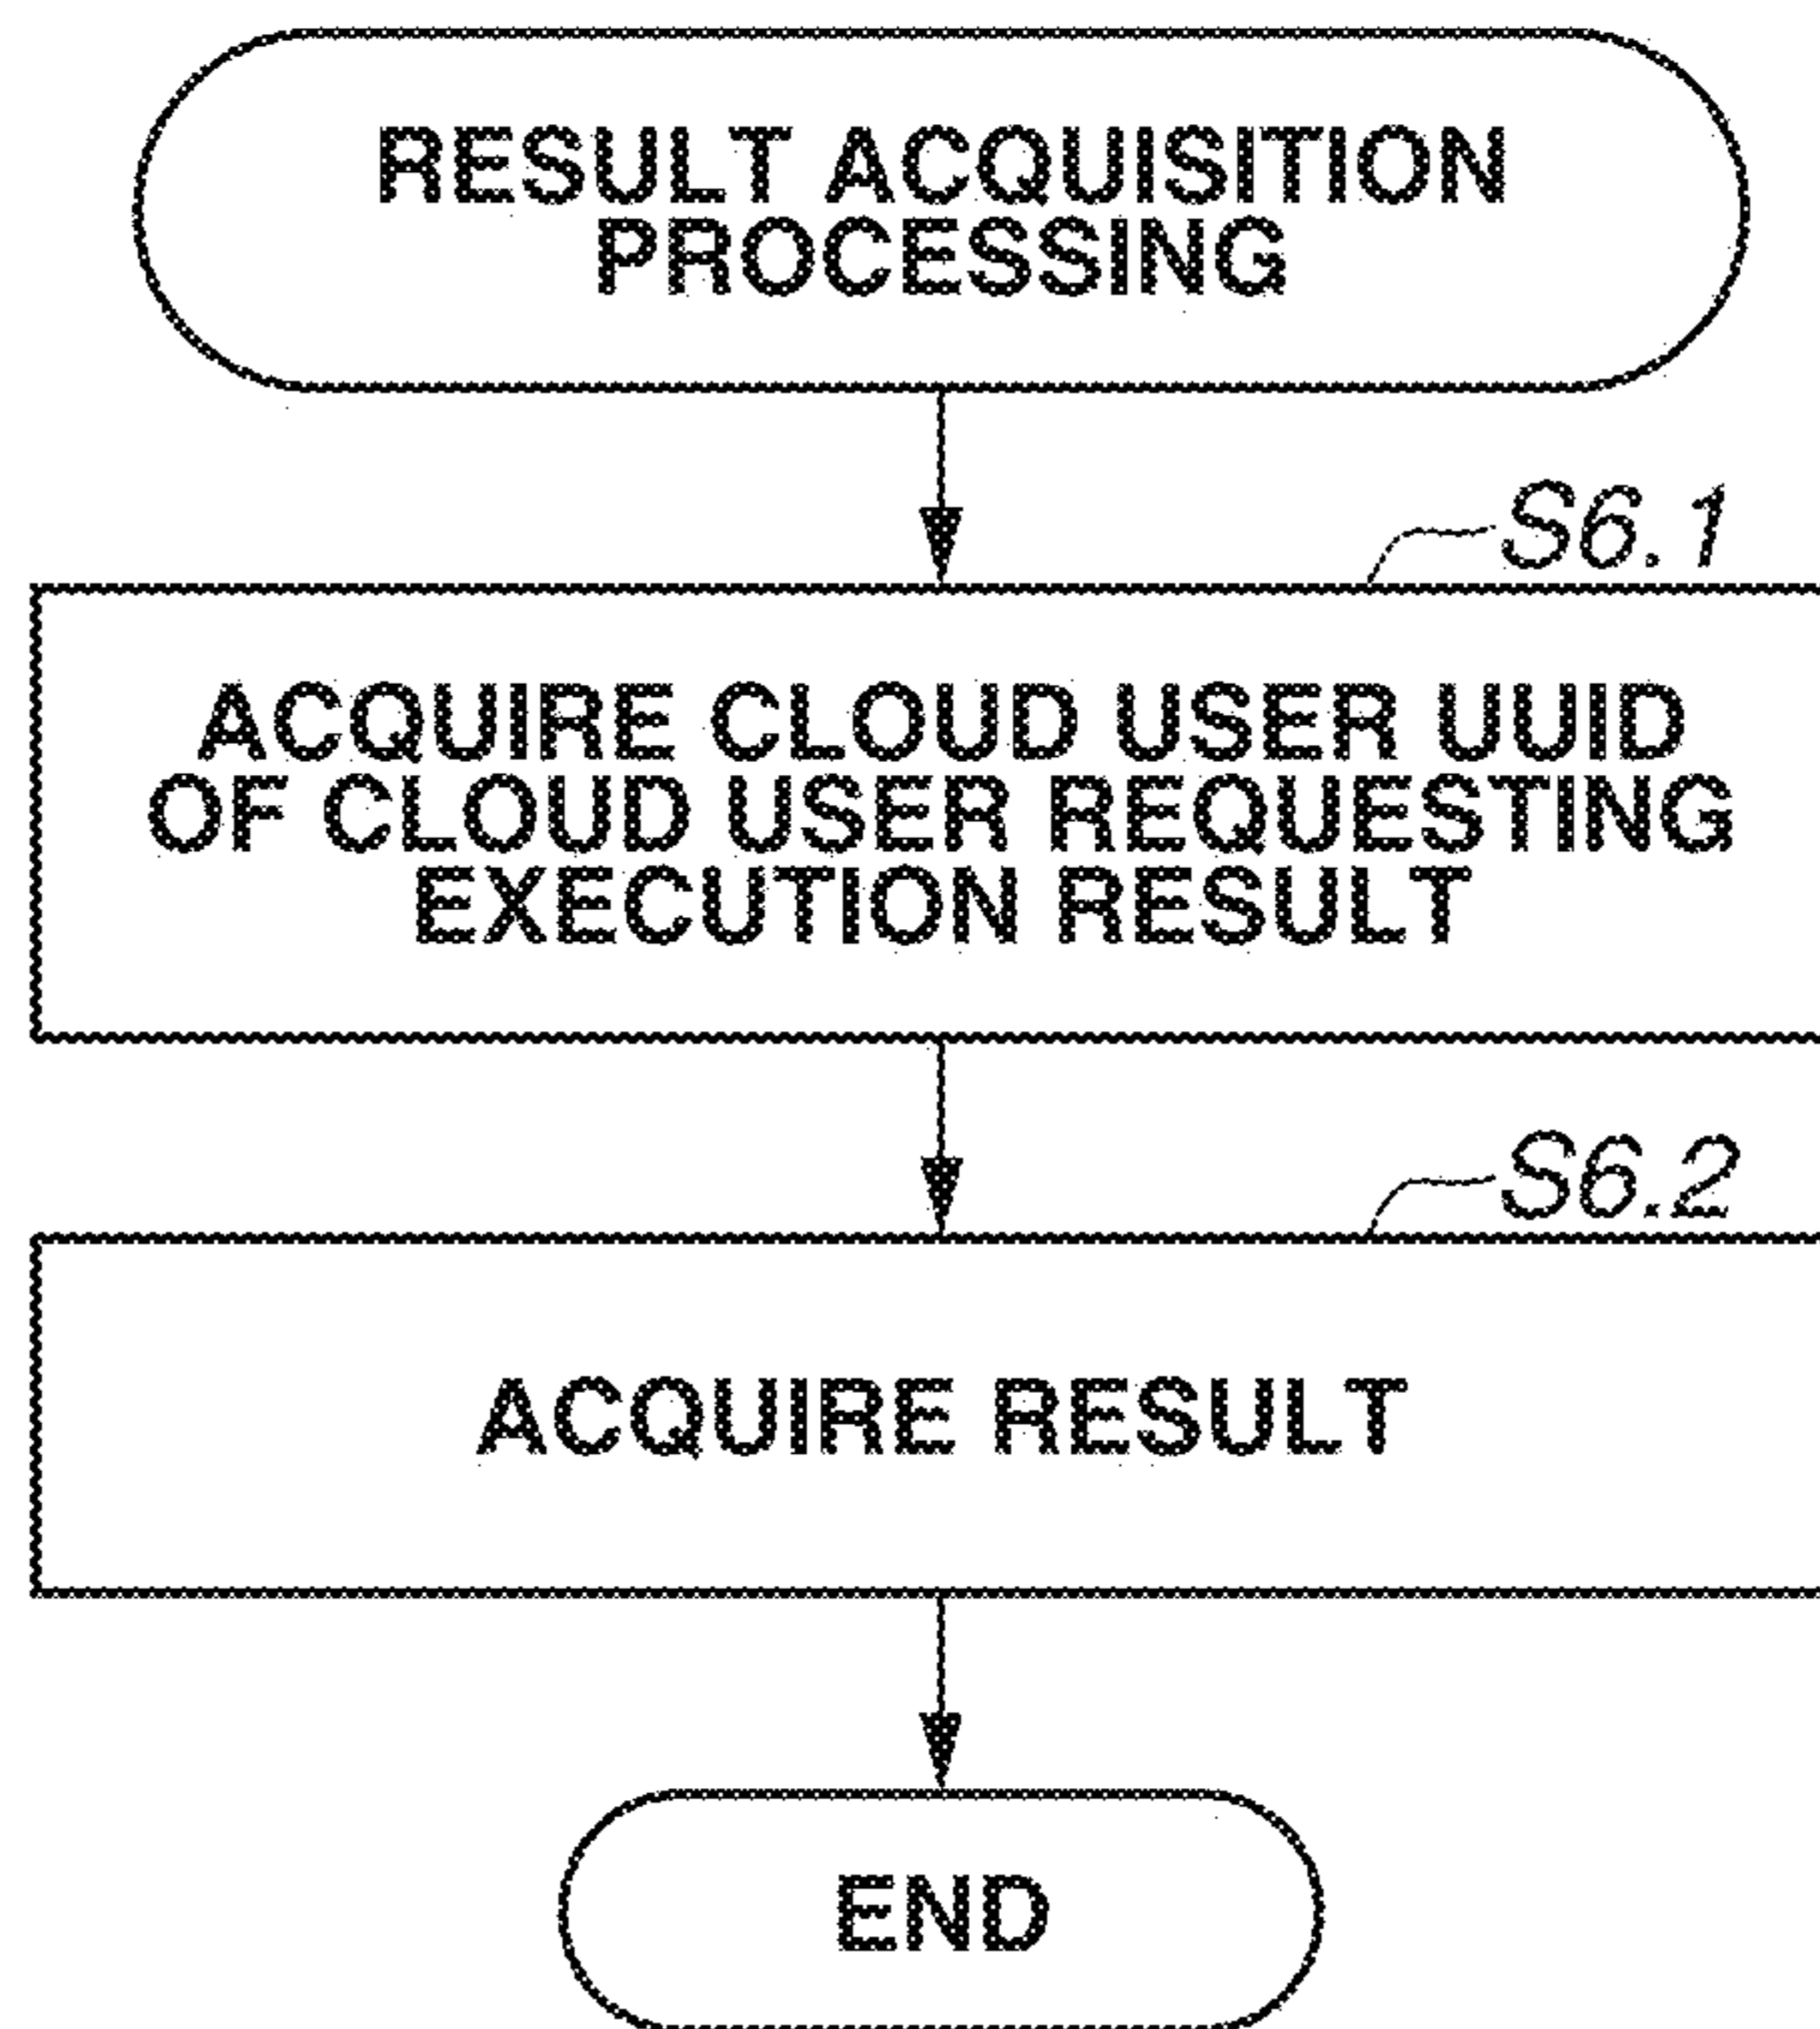 RESULT ACQUISITION
PROCESSING
S6.1
ACQUIRE CLOUD USER UUID
OF CLOUD USER REQUESTING
EXECUTION RESULT
S6.2
ACQUIRE RESULT
END